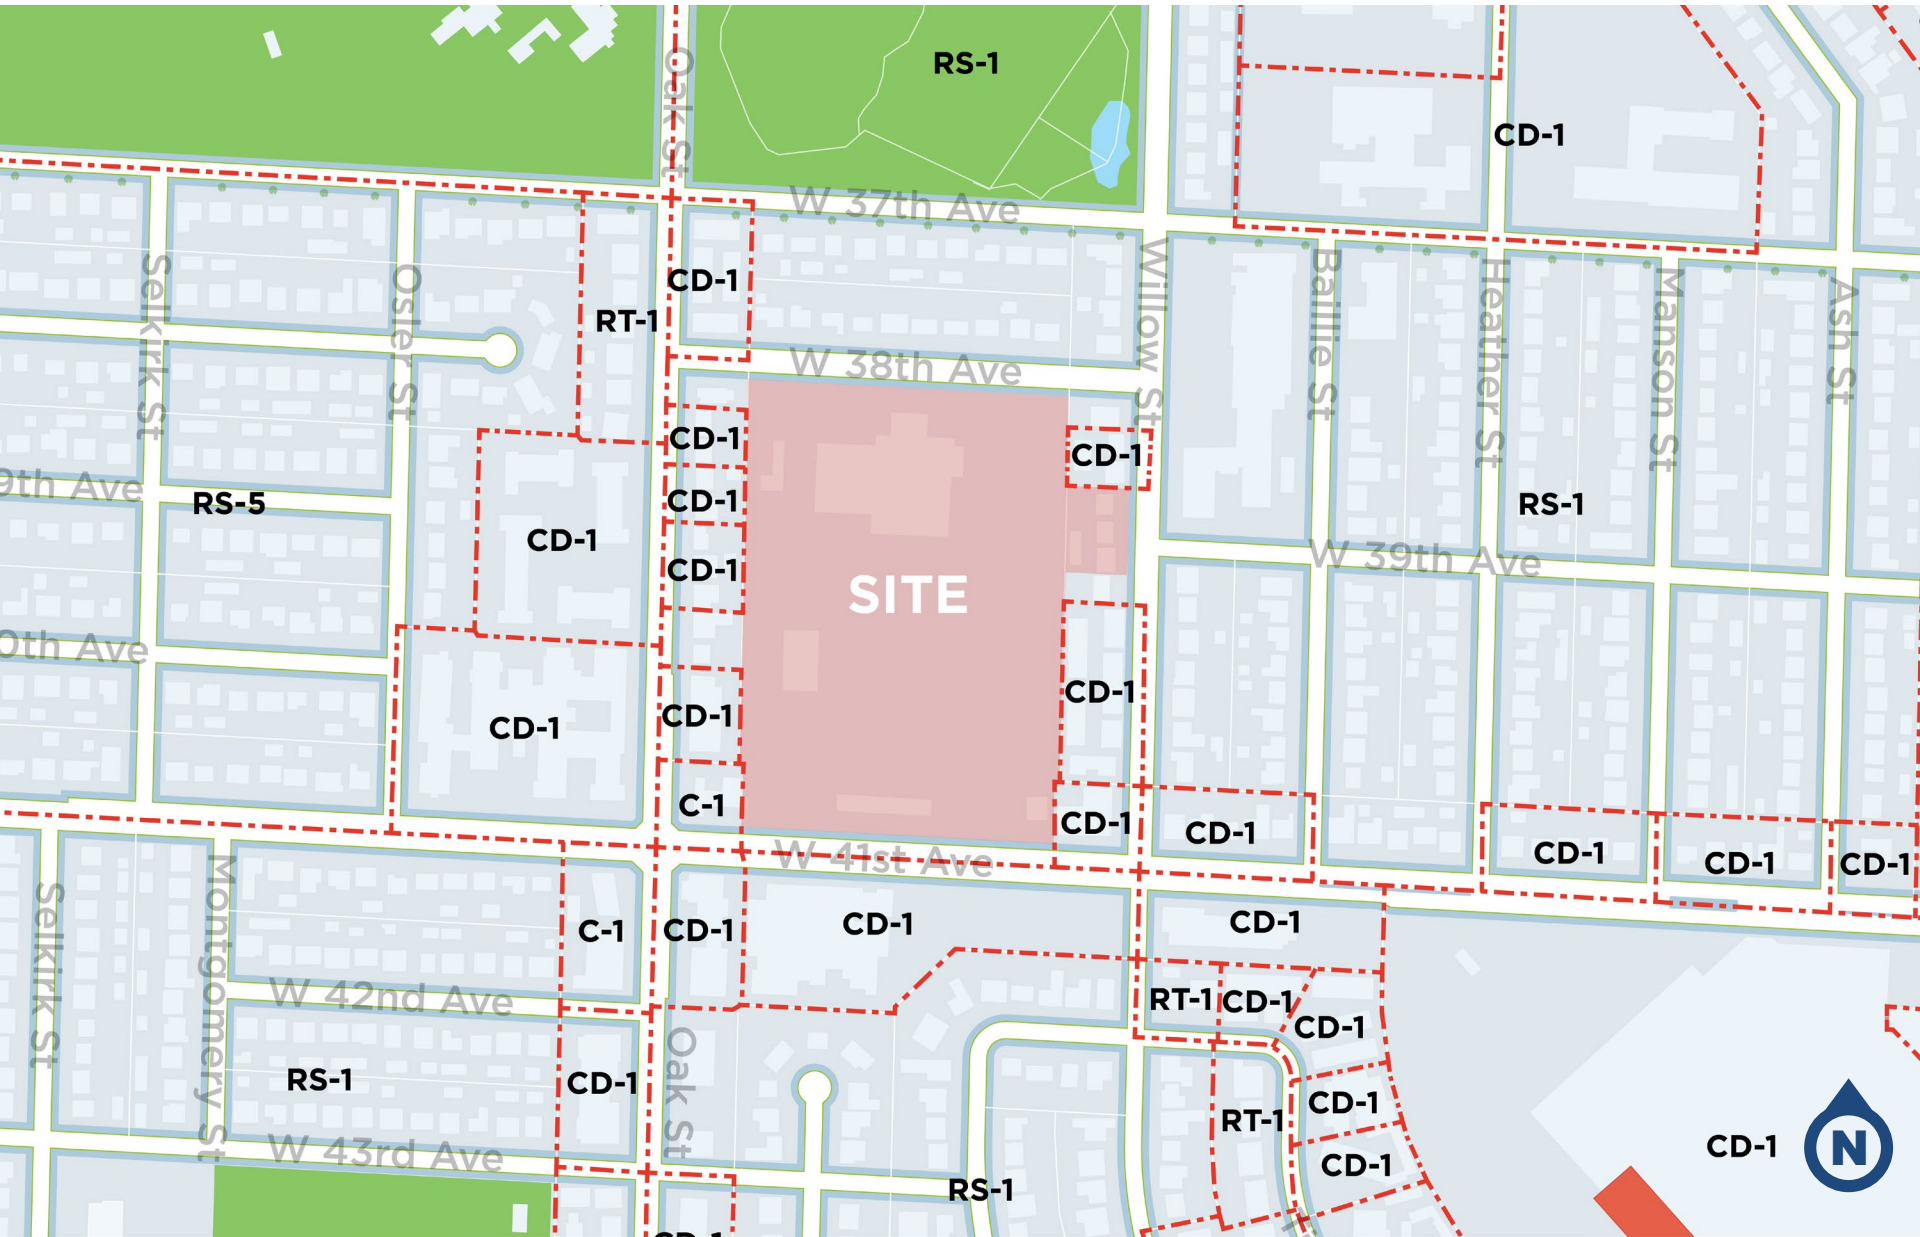 RS-1
Oak St
CD-1
W 37th Ave
Selkirk St
Osler St
CD-1
RT-1
Willow St
Baillie St
Heather St
Manson St
Ash St
W 38th Ave
CD-1
CD-1
9th Ave
RS-5
CD-1
RS-1
CD-1
CD-1
W 39th Ave
SITE
0th Ave
CD-1
CD-1
CD-1
C-1
CD-1
CD-1
W 41st Ave
CD-1
CD-1
CD-1
Selkirk St
Montgomery St
C-1
CD-1
CD-1
CD-1
W 42nd Ave
RT-1
CD-1
CD-1
Oak St
RS-1
CD-1
CD-1
RT-1
W 43rd Ave
CD-1
CD-1
N
RS-1
CD-1